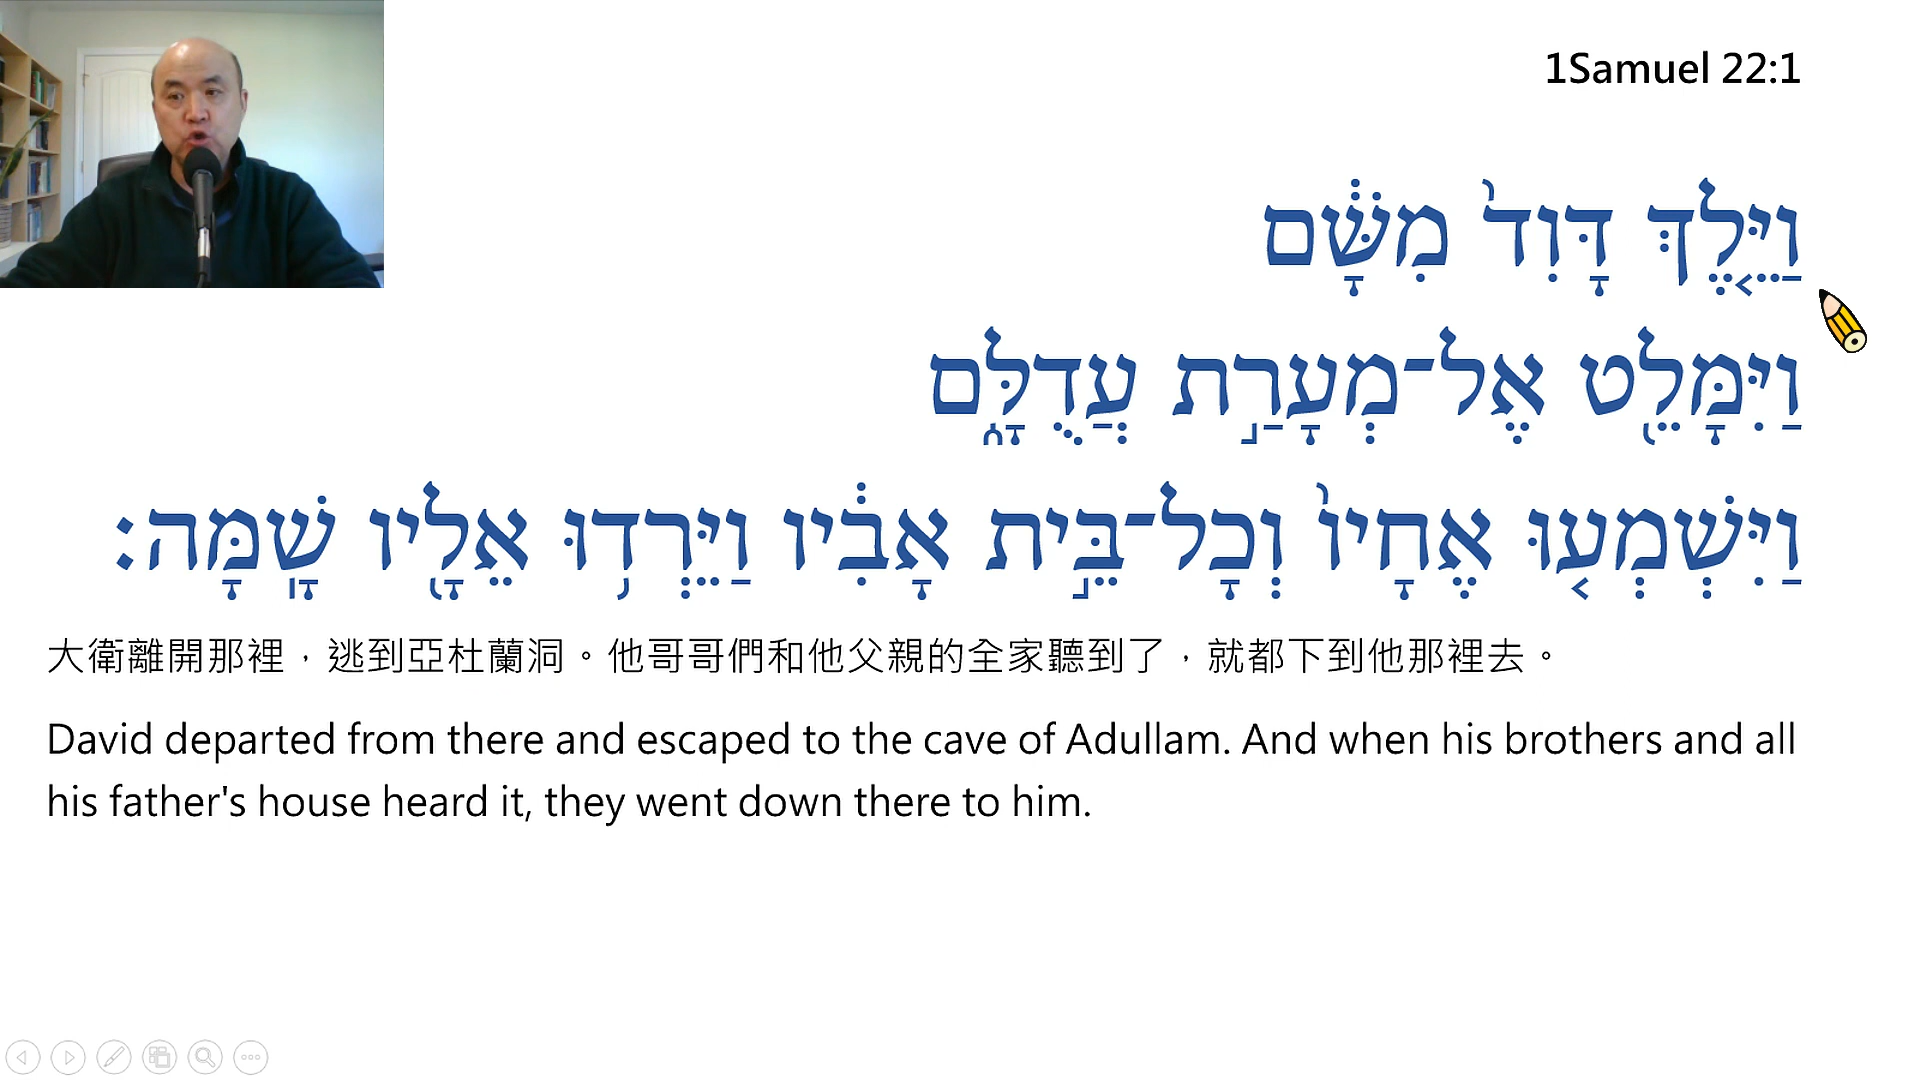 1Samuel 22:1
וַיֵּ֤לֶךְ דָּוִד֙ מִשָּׁ֔ם
וַיִּמָּלֵ֖ט אֶל־מְעָרַ֣ת עֲדֻלָּ֑ם
וַיִּשְׁמְע֤וּ אֶחָיו֙ וְכָל־בֵּ֣ית אָבִ֔יו וַיֵּרְד֥וּ אֵלָ֖יו שָֽׁמָּה׃
大衛離開那裡，逃到亞杜蘭洞。他哥哥們和他父親的全家聽到了，就都下到他那裡去。
David departed from there and escaped to the cave of Adullam. And when his brothers and all
his father's house heard it, they went down there to him.